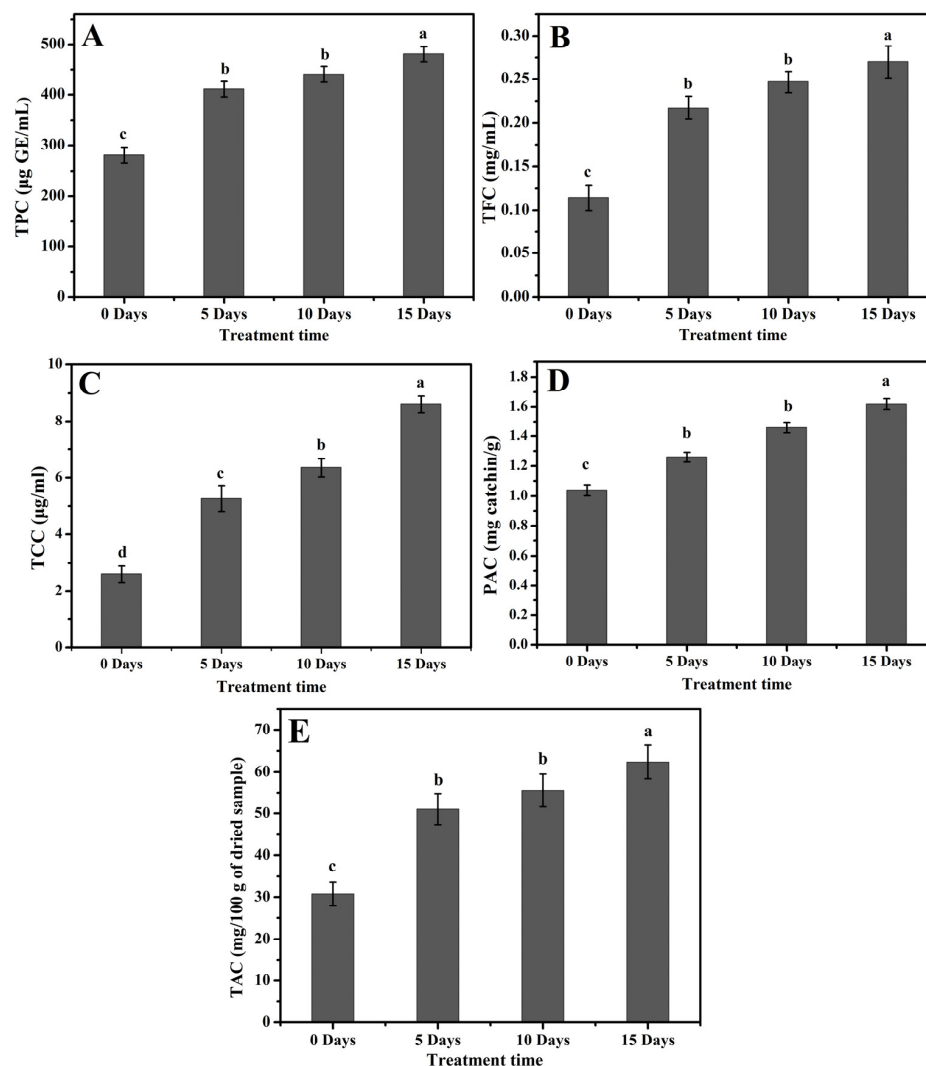 A
TPC (µg GE/mL)
500
400
300
200
100
0
c
b
b
a
0 Days 5 Days 10 Days 15 Days
Treatment time
B
TFC (mg/mL)
0.30
0.25
0.20
0.15
0.10
0.05
0.00
c
b
b
a
0 Days 5 Days 10 Days 15 Days
Treatment time
C
TCC (µg/ml)
10
8
6
4
2
0
d
c
b
a
0 Days 5 Days 10 Days 15 Days
Treatment time
D
PAC (mg catchin/g)
1.8
1.6
1.4
1.2
1.0
0.8
0.6
0.4
0.2
0.0
c
b
b
a
0 Days 5 Days 10 Days 15 Days
Treatment time
E
TAC (mg/100 g of dried sample)
70
60
50
40
30
20
10
0
c
b
b
a
0 Days 5 Days 10 Days 15 Days
Treatment time